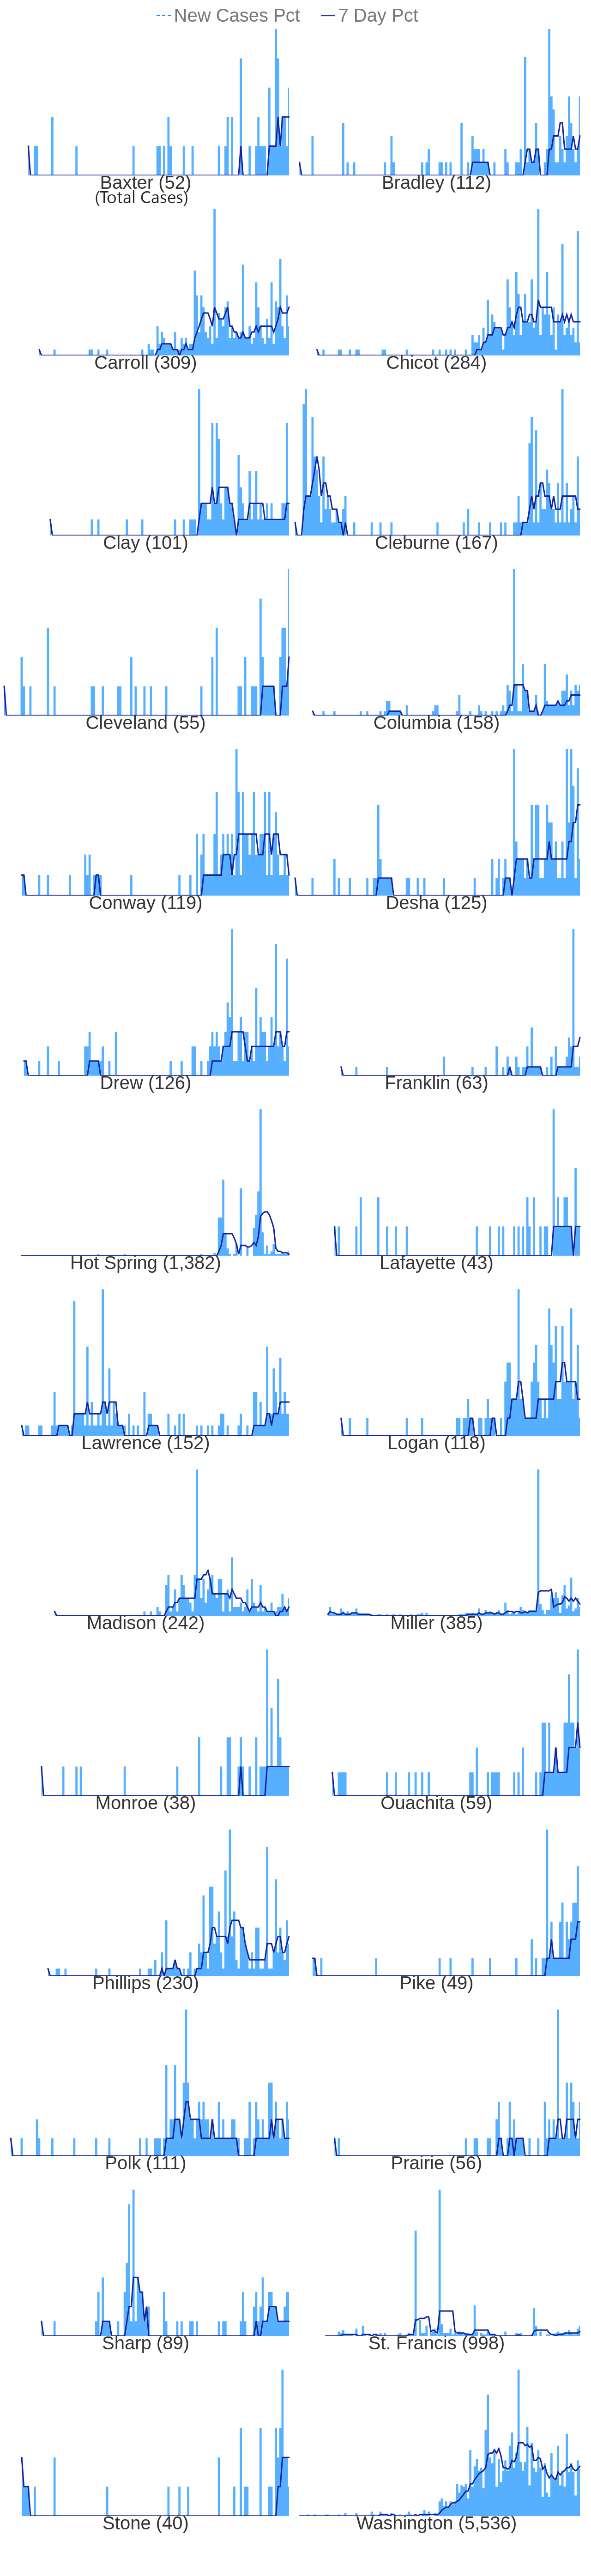 New Cases Pct 7 Day Pct
Baxter (52) Bradley (112)
(Total Cases)
Carroll (309) Chicot (284)
Clay (101) Cleburne (167)
Cleveland (55) Columbia (158)
Conway (119) Desha (125)
Drew (126) Franklin (63)
Hot Spring (1,382) Lafayette (43)
Lawrence (152) Logan (118)
Madison (242) Miller (385)
Monroe (38) Ouachita (59)
Phillips (230) Pike (49)
Polk (111) Prairie (56)
Sharp (89) St. Francis (998)
Stone (40) Washington (5,536)